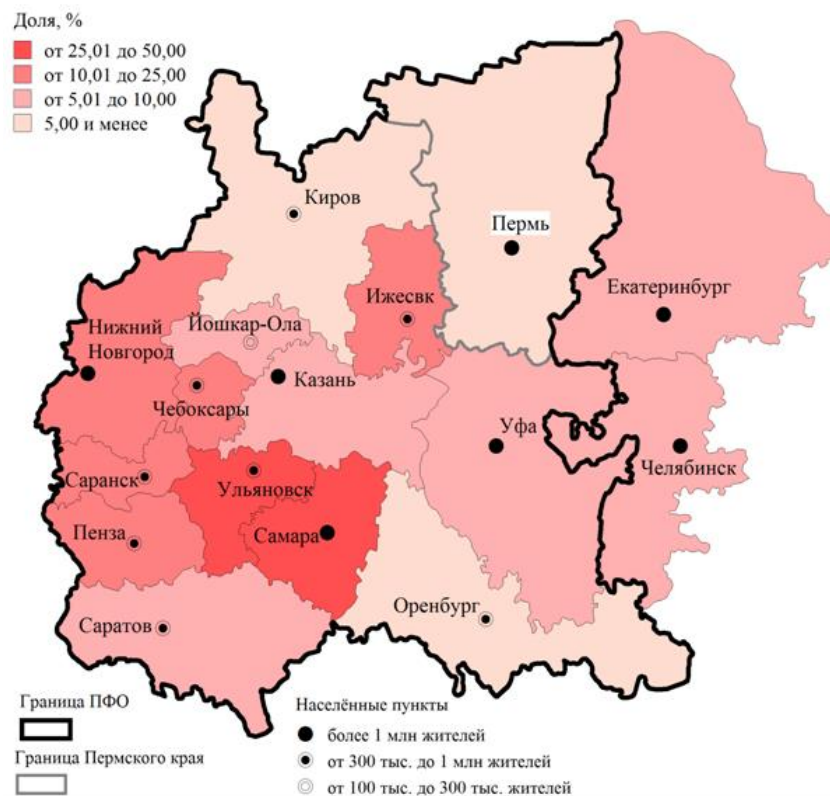 Доля, %
от 25,01 до 50,00
от 10,01 до 25,00
от 5,01 до 10,00
5,00 и менее
Киров
Пермь
Екатеринбург
Ижесвк
Нижний
Новгород
Йошкар-Ола
Казань
Чебоксары
Уфа
Челябинск
Саранск
Ульяновск
Пенза
Самара
Оренбург
Саратов
Граница ПФО
Граница Пермского края
Населённые пункты
более 1 млн жителей
от 300 тыс. до 1 млн жителей
от 100 тыс. до 300 тыс. жителей